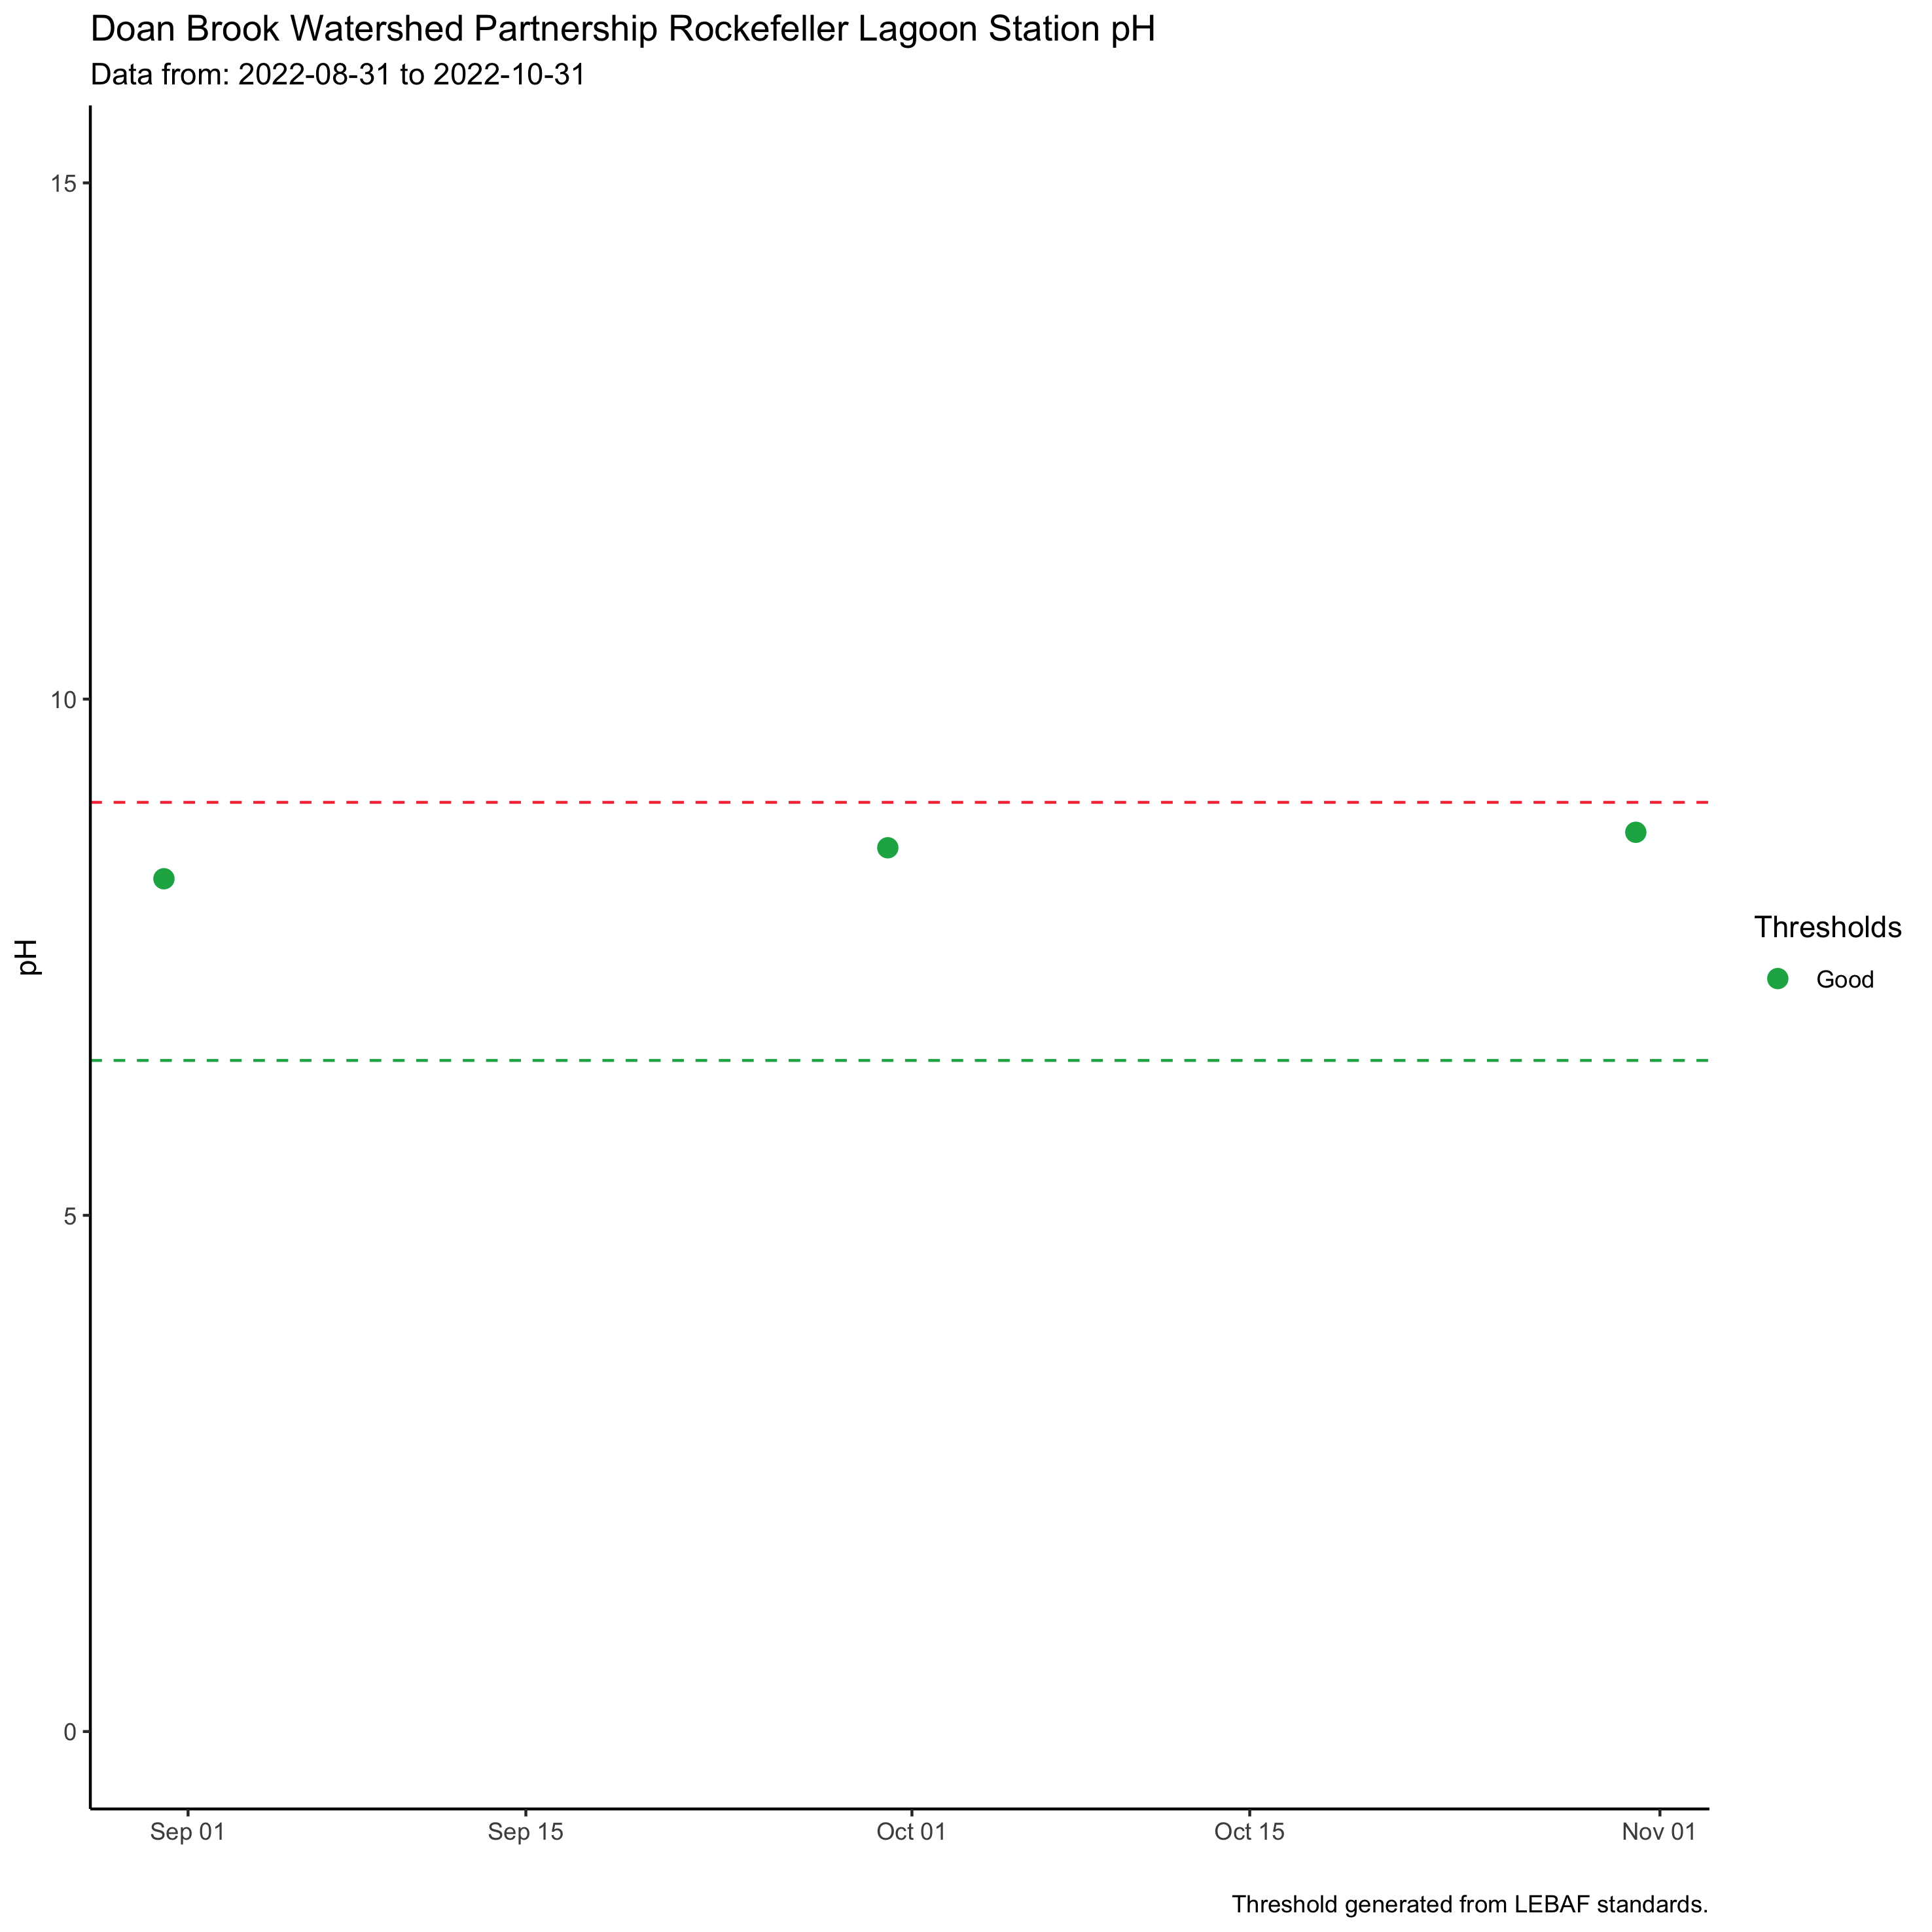 Doan Brook Watershed Partnership Rockefeller Lagoon Station pH
Data from: 2022-08-31 to 2022-10-31
15
10
5
0
pH
Thresholds
Good
Sep 01
Sep 15
Oct 01
Oct 15
Nov 01
Threshold generated from LEBAF standards.